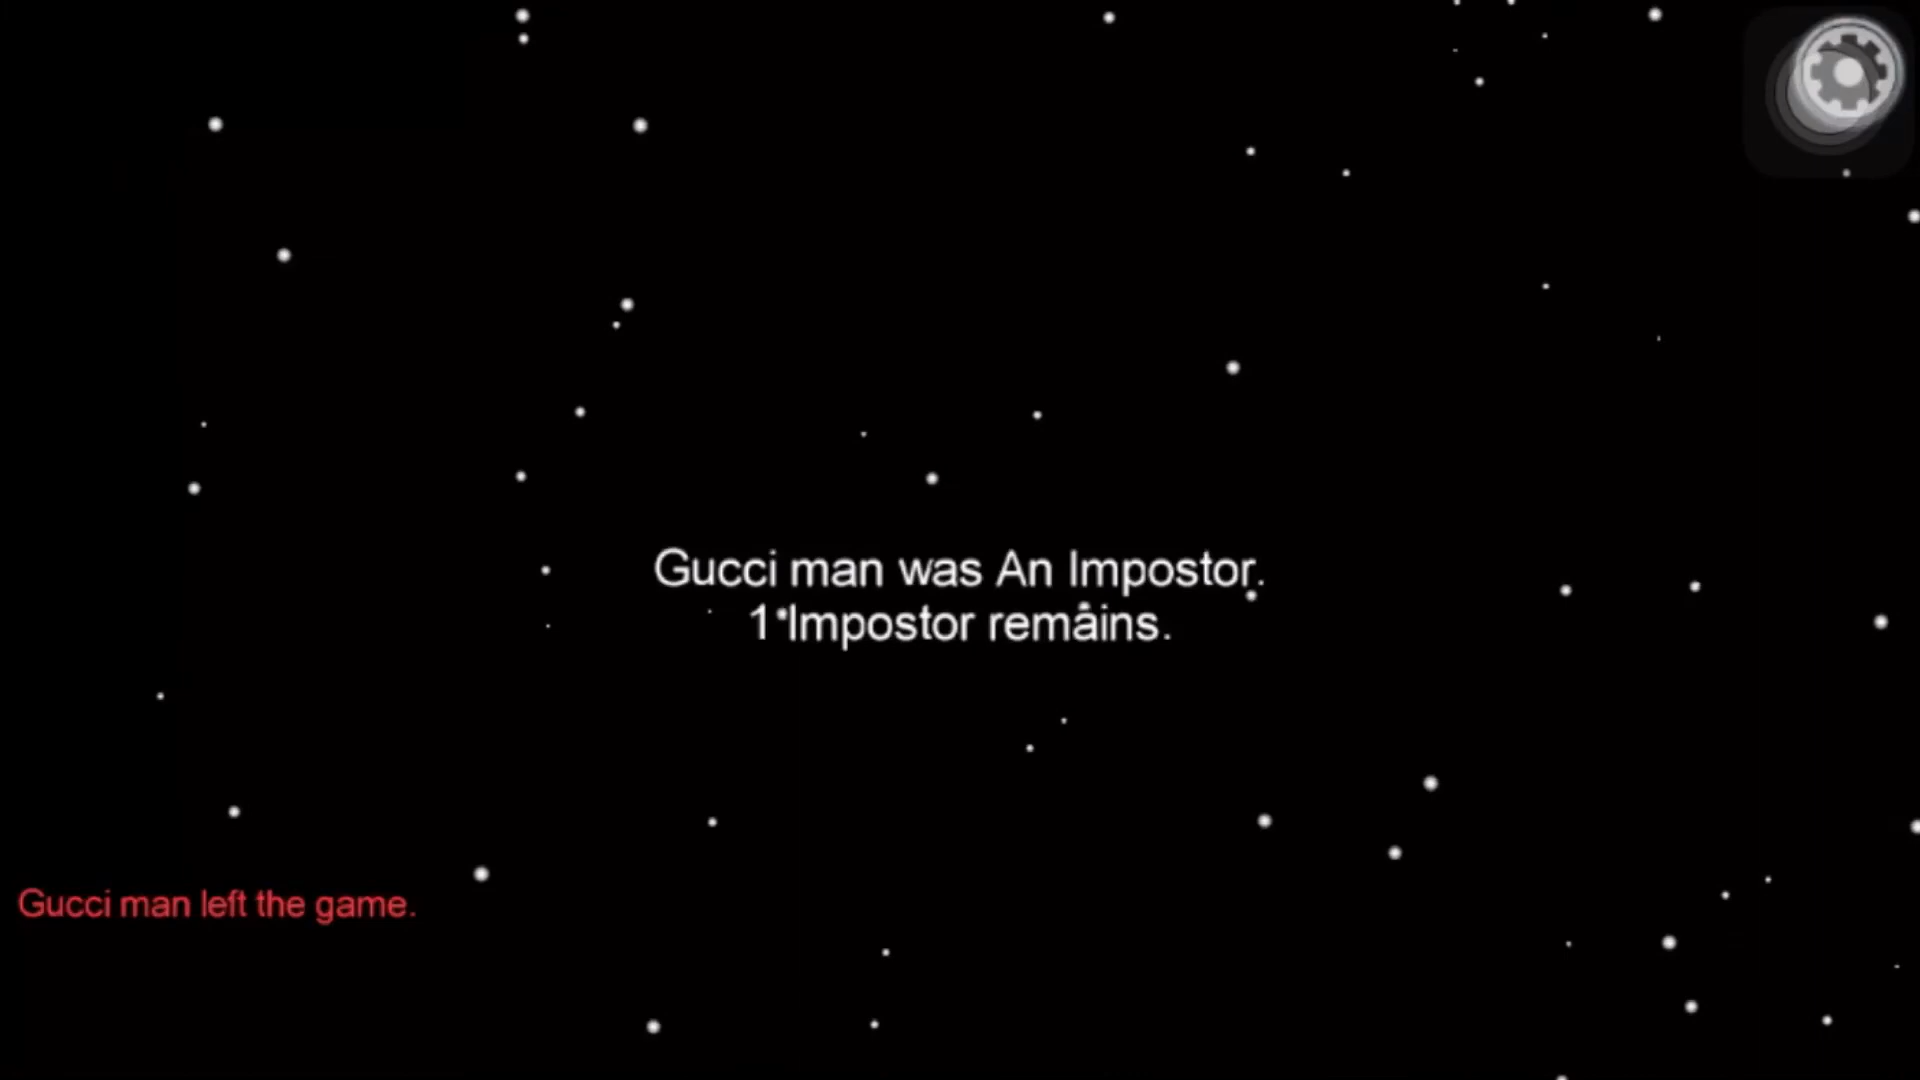 Gucci man was An Impostor.
1 Impostor remains.
Gucci man left the game.